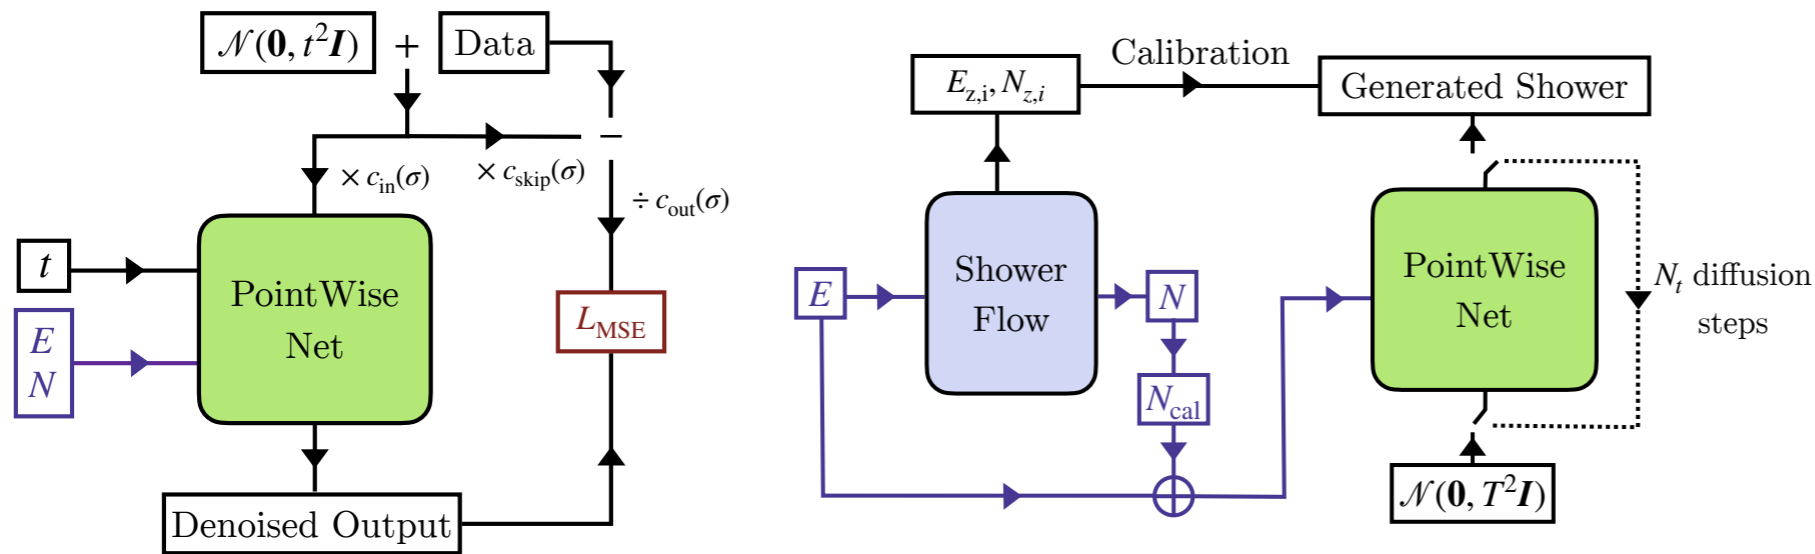 𝒩(𝟎, t²𝑰) + Data
−
× c_in(σ)
× c_skip(σ)
÷ c_out(σ)
t
E
N
PointWise
Net
L_MSE
Denoised Output
E_z,i, N_z,i
Calibration
Generated Shower
E
Shower
Flow
N
N_cal
PointWise
Net
N_t diffusion
steps
𝒩(𝟎, T²𝑰)